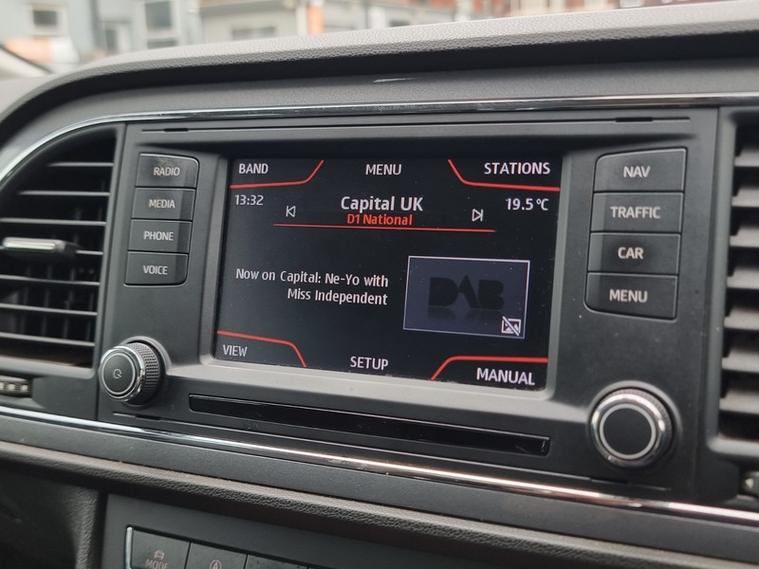 BAND MENU STATIONS
13:32 Capital UK 19.5°C
D1 National
Now on Capital: Ne-Yo with
Miss Independent
DAB
VIEW SETUP MANUAL
RADIO
MEDIA
PHONE
VOICE
NAV
TRAFFIC
CAR
MENU
MODE